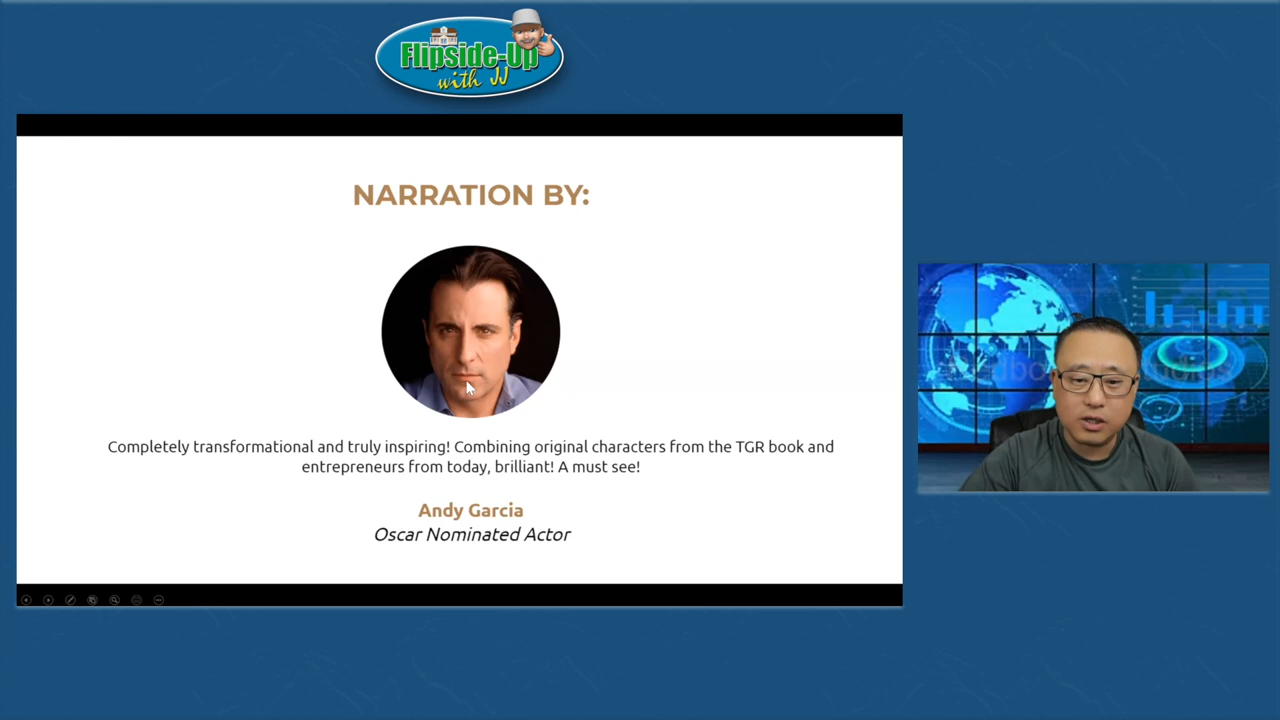 Flipside-Up
with JJ
NARRATION BY:
Completely transformational and truly inspiring! Combining original characters from the TGR book and
entrepreneurs from today, brilliant! A must see!
Andy Garcia
Oscar Nominated Actor